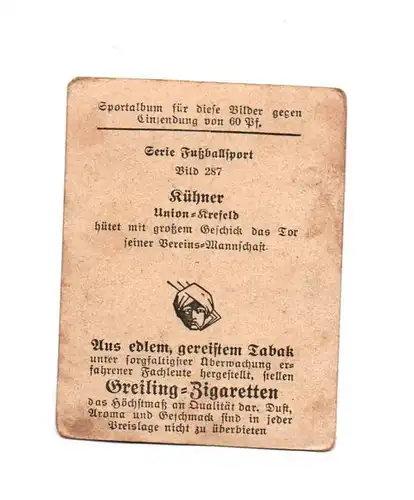 Sportalbum für diese Bilder gegen
Einsendung von 60 Pf.
Serie Fußballsport
Bild 287
Kühner
Union=Krefeld
hütet mit großem Geschick das Tor
seiner Vereins=Mannschaft
Aus edlem, gereiftem Tabak
unter sorgfältigster Überwachung er=
fahrener Fachleute hergestellt, stellen
Greiling=Zigaretten
das Höchstmaß an Qualität dar. Duft,
Aroma und Geschmack sind in jeder
Preislage nicht zu überbieten